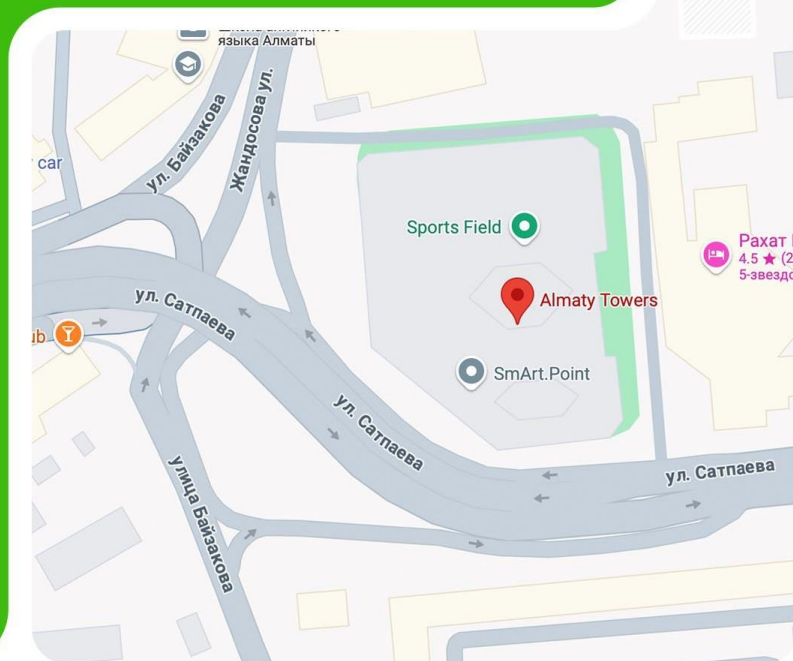 языка Алматы
ул. Байзакова
Жандосова ул.
car
Sports Field
Рахат
4.5 ★ (2
5-звездо
ул. Сатпаева
Almaty Towers
ub
SmArt.Point
ул. Сатпаева
ул. Сатпаева
улица Байзакова